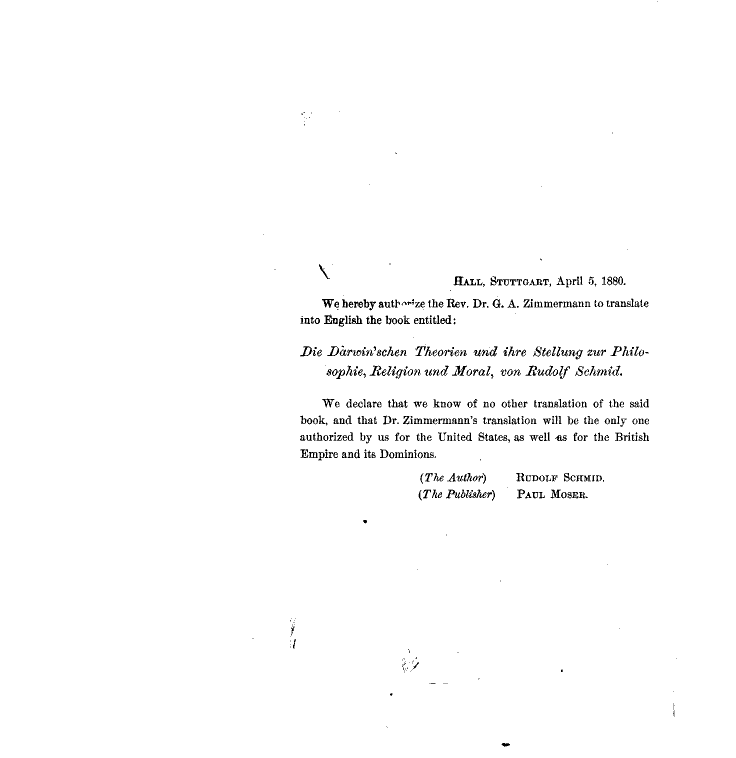 HALL, STUTTGART, April 5, 1880.
We hereby authorize the Rev. Dr. G. A. Zimmermann to translate
into English the book entitled:
Die Darwin'schen Theorien und ihre Stellung zur Philo-
sophie, Religion und Moral, von Rudolf Schmid.
We declare that we know of no other translation of the said
book, and that Dr. Zimmermann's translation will be the only one
authorized by us for the United States, as well as for the British
Empire and its Dominions.
(The Author) RUDOLF SCHMID.
(The Publisher) PAUL MOSER.